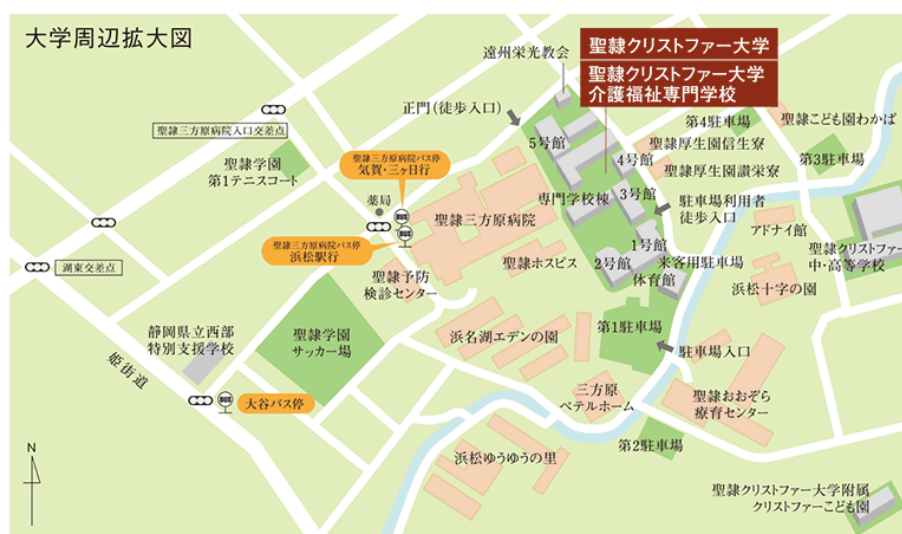 大学周辺拡大図
遠州栄光教会
聖隷クリストファー大学
聖隷クリストファー大学
介護福祉専門学校
正門(徒歩入口)
聖隷三方原病院入口交差点
聖隷学園
第1テニスコート
聖隷三方原病院バス停
気賀・三ヶ日行
薬局
BUS
BUS
聖隷三方原病院バス停
浜松駅行
聖隷三方原病院
5号館
4号館
専門学校棟
3号館
1号館
2号館
体育館
第4駐車場
聖隷こども園わかば
聖隷厚生園信生寮
聖隷厚生園讃栄寮
第3駐車場
駐車場利用者
徒歩入口
アドナイ館
聖隷クリストファー
中・高等学校
来客用駐車場
浜松十字の園
湖東交差点
聖隷予防
検診センター
聖隷ホスピス
静岡県立西部
特別支援学校
聖隷学園
サッカー場
浜名湖エデンの園
第1駐車場
駐車場入口
姫街道
BUS
大谷バス停
三方原
ベテルホーム
聖隷おおぞら
療育センター
第2駐車場
浜松ゆうゆうの里
N
聖隷クリストファー大学附属
クリストファーこども園